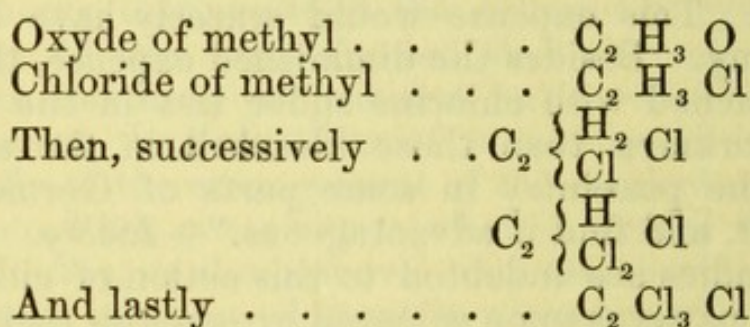 Oxyde of methyl . . . . C₂ H₃ O
Chloride of methyl . . . C₂ H₃ Cl
Then, successively . . C₂ { H₂ Cl } Cl
C₂ { H Cl₂ } Cl
And lastly . . . . . . C₂ Cl₃ Cl